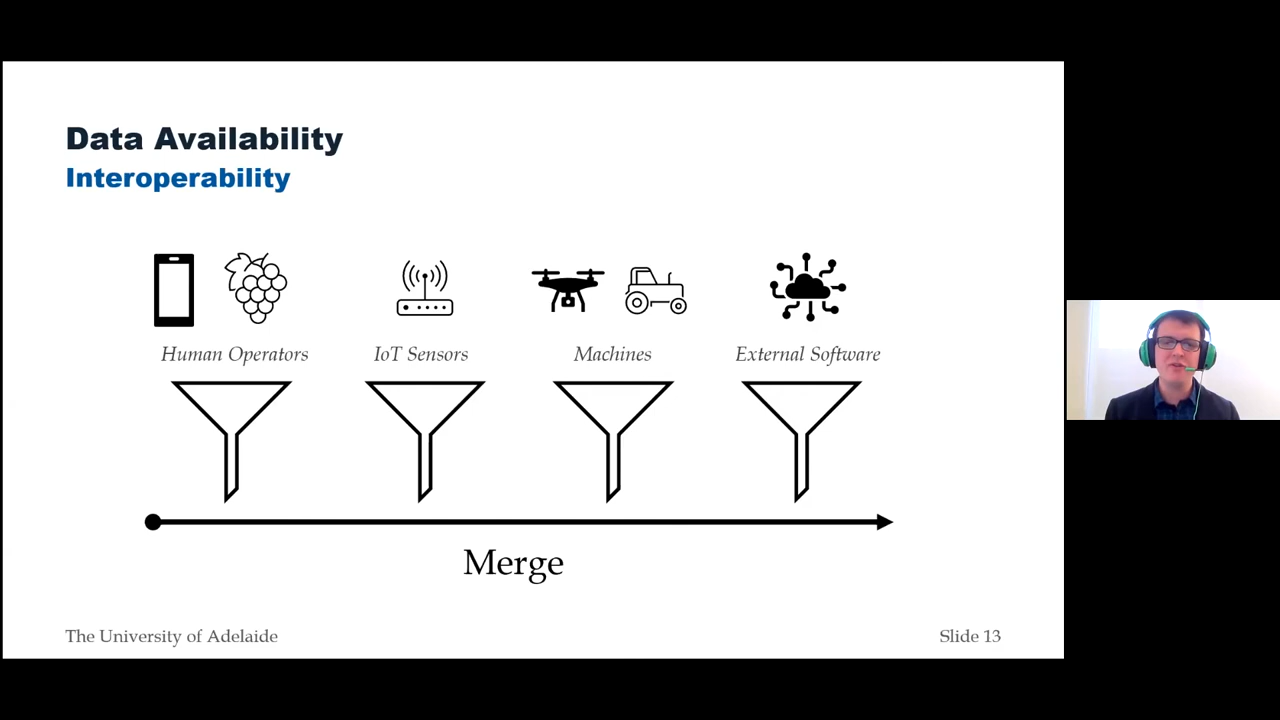 Data Availability
Interoperability
Human Operators
IoT Sensors
Machines
External Software
Merge
The University of Adelaide
Slide 13